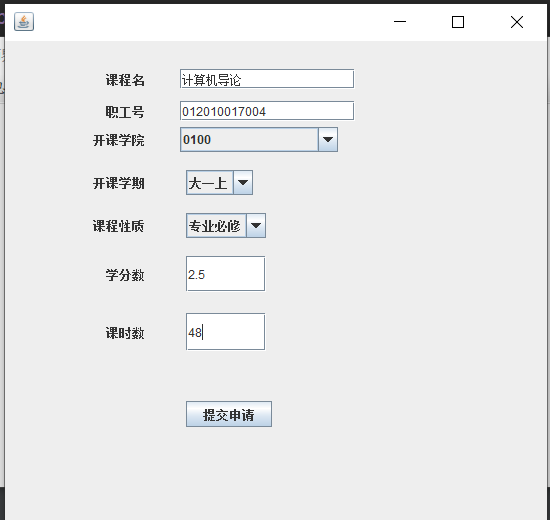 课程名 计算机导论
职工号 012010017004
开课学院 0100
开课学期 大一上
课程性质 专业必修
学分数 2.5
课时数 48
提交申请